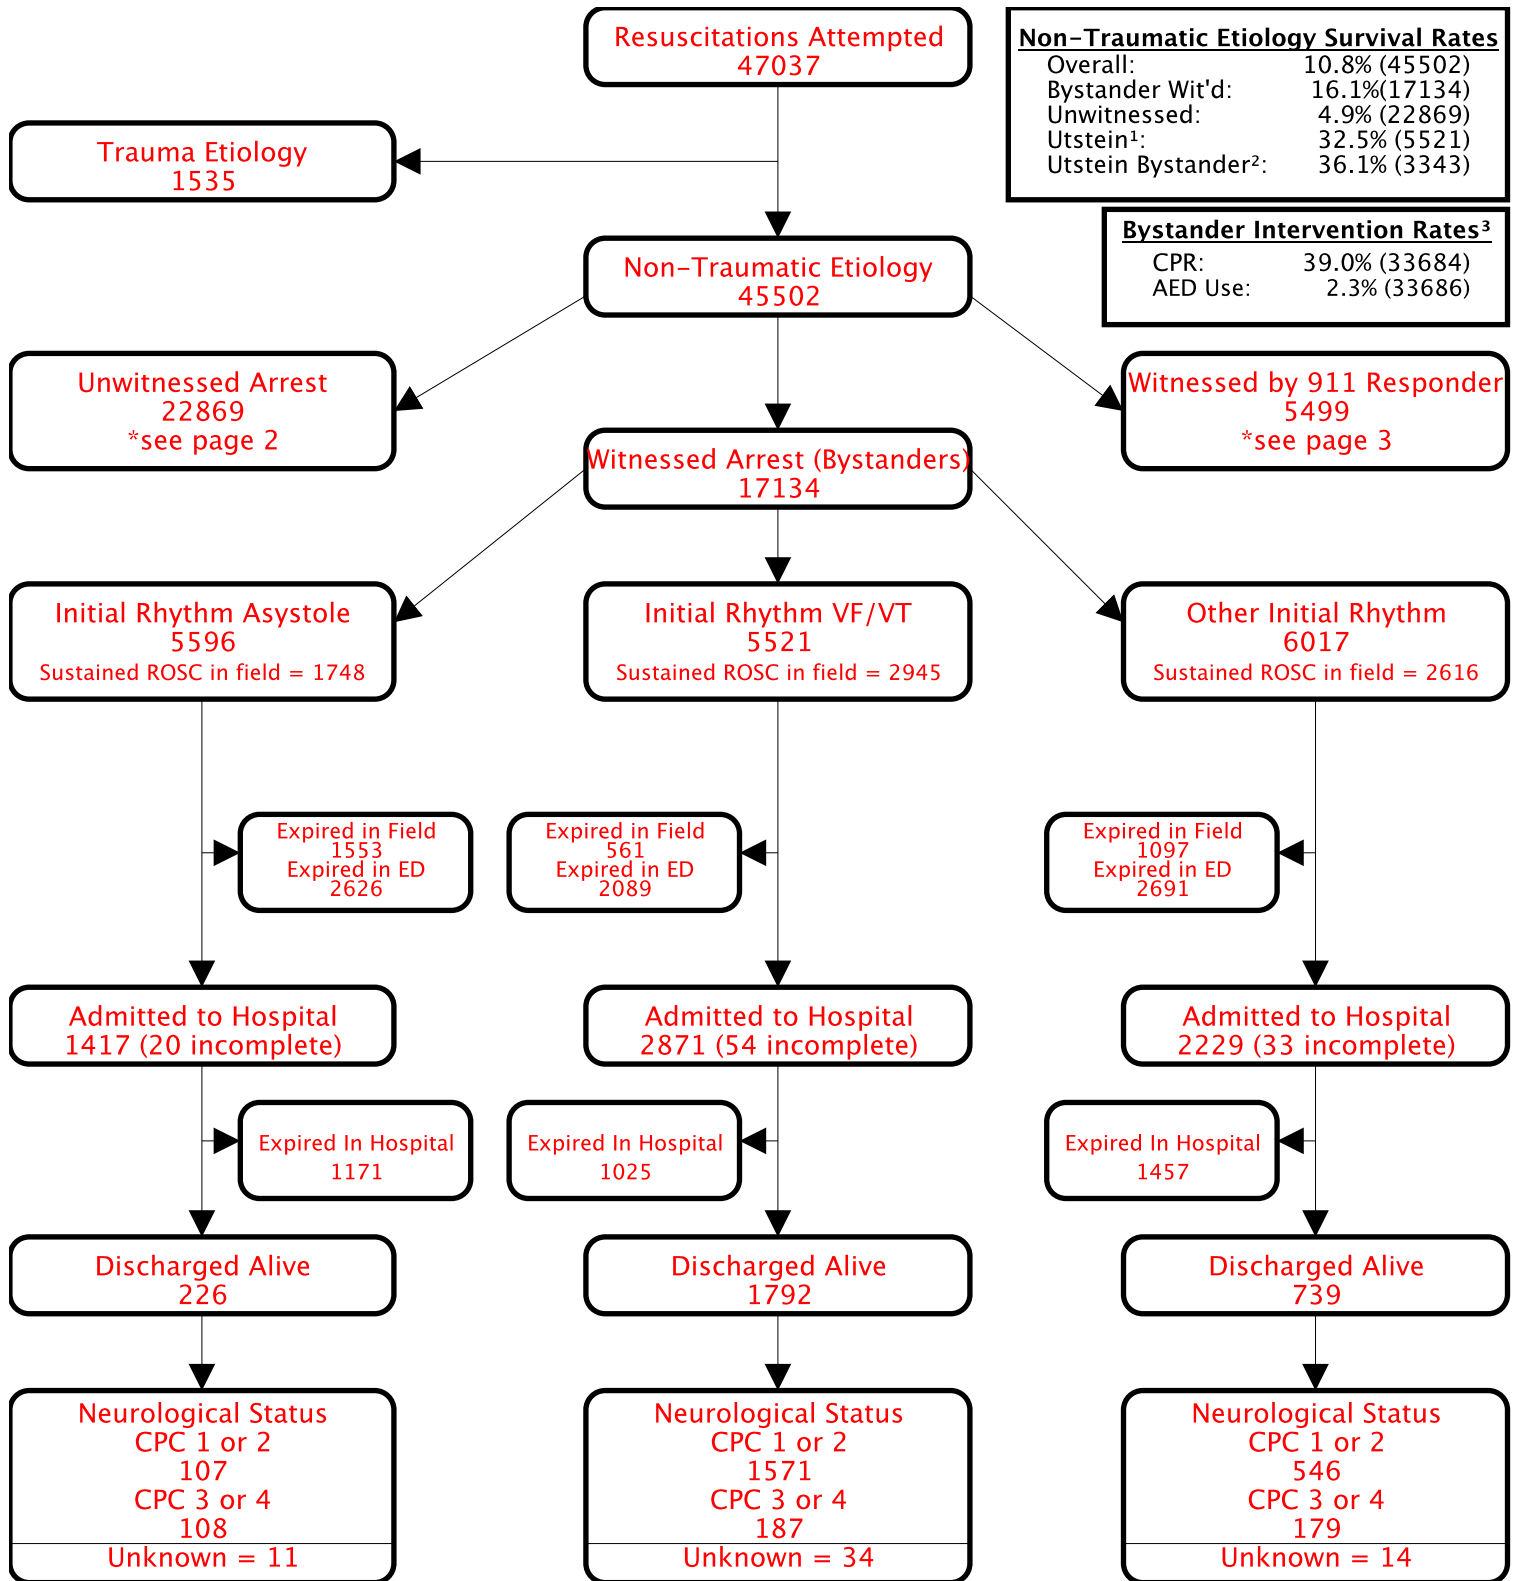 Resuscitations Attempted
47037
Non-Traumatic Etiology Survival Rates
Overall: 10.8% (45502)
Bystander Wit'd: 16.1%(17134)
Unwitnessed: 4.9% (22869)
Utstein¹: 32.5% (5521)
Utstein Bystander²: 36.1% (3343)
Trauma Etiology
1535
Bystander Intervention Rates³
CPR: 39.0% (33684)
AED Use: 2.3% (33686)
Non-Traumatic Etiology
45502
Unwitnessed Arrest
22869
*see page 2
Witnessed by 911 Responder
5499
*see page 3
Witnessed Arrest (Bystanders)
17134
Initial Rhythm Asystole
5596
Sustained ROSC in field = 1748
Initial Rhythm VF/VT
5521
Sustained ROSC in field = 2945
Other Initial Rhythm
6017
Sustained ROSC in field = 2616
Expired in Field
1553
Expired in ED
2626
Expired in Field
561
Expired in ED
2089
Expired in Field
1097
Expired in ED
2691
Admitted to Hospital
1417 (20 incomplete)
Admitted to Hospital
2871 (54 incomplete)
Admitted to Hospital
2229 (33 incomplete)
Expired In Hospital
1171
Expired In Hospital
1025
Expired In Hospital
1457
Discharged Alive
226
Discharged Alive
1792
Discharged Alive
739
Neurological Status
CPC 1 or 2
107
CPC 3 or 4
108
Unknown = 11
Neurological Status
CPC 1 or 2
1571
CPC 3 or 4
187
Unknown = 34
Neurological Status
CPC 1 or 2
546
CPC 3 or 4
179
Unknown = 14